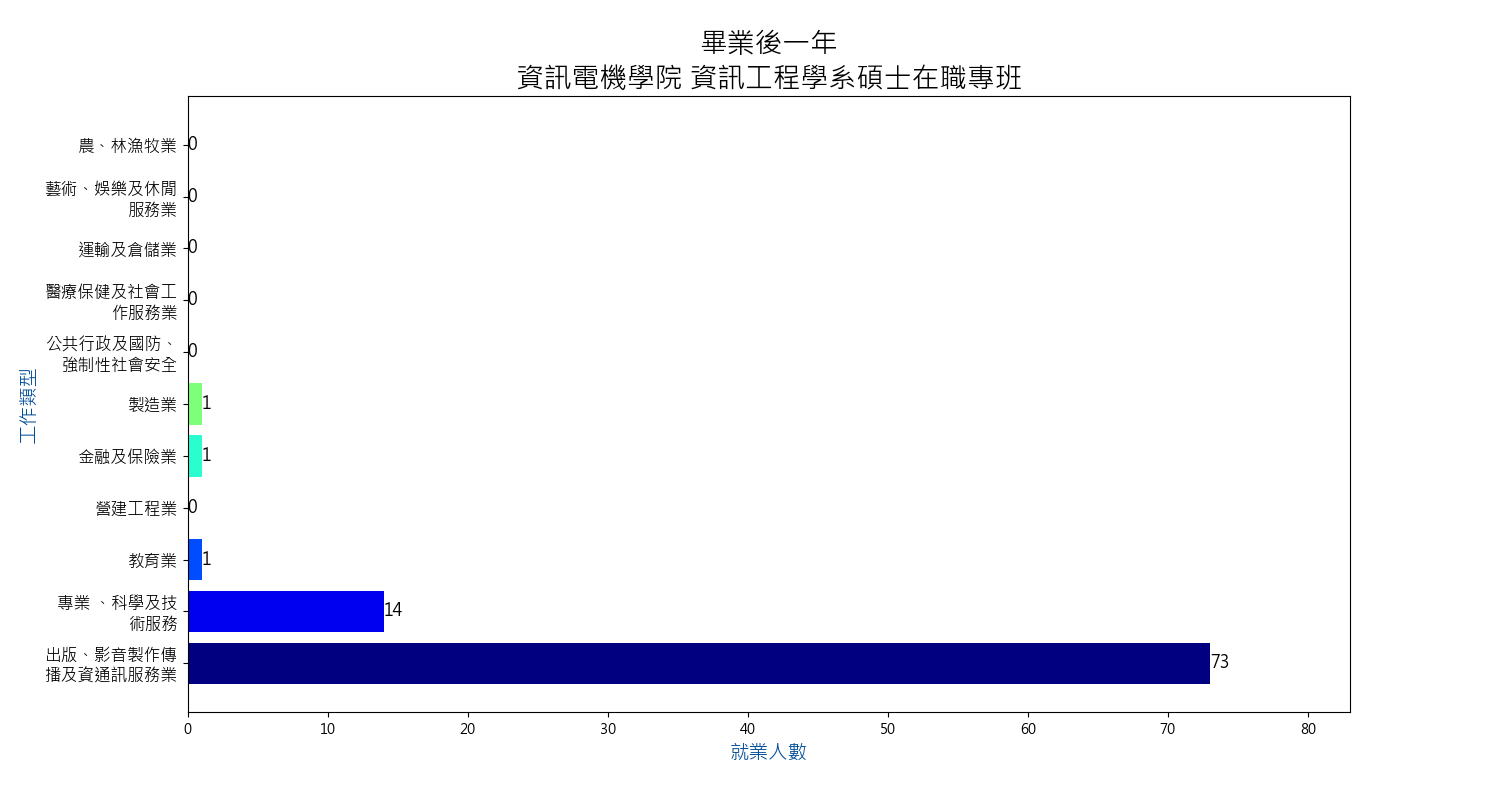 畢業後一年
資訊電機學院 資訊工程學系碩士在職專班
農、林漁牧業
0
藝術、娛樂及休閒
服務業
0
運輸及倉儲業
0
醫療保健及社會工
作服務業
0
公共行政及國防、
強制性社會安全
0
製造業
1
金融及保險業
1
營建工程業
0
教育業
1
專業 、科學及技
術服務
14
出版、影音製作傳
播及資通訊服務業
73
工作類型
0 10 20 30 40 50 60 70 80
就業人數